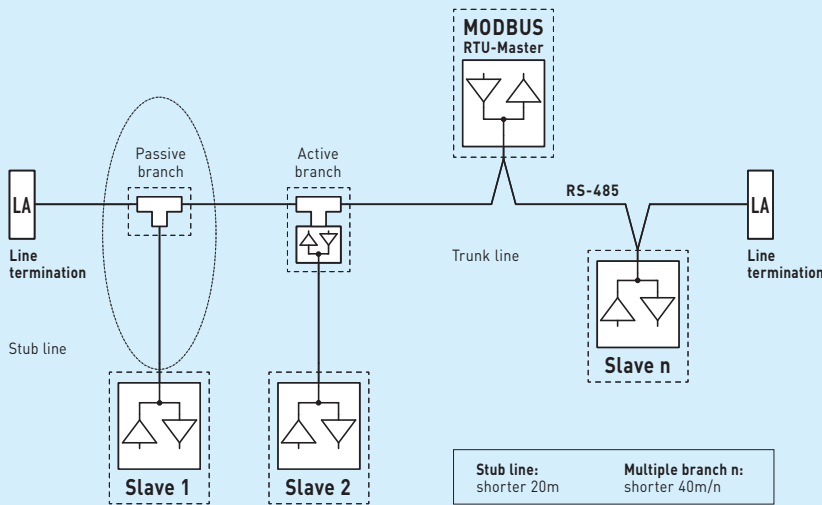 MODBUS
RTU-Master
Passive
branch
Active
branch
LA
RS-485
LA
Line
termination
Trunk line
Line
termination
Stub line
Slave n
Slave 1
Slave 2
Stub line:
shorter 20m
Multiple branch n:
shorter 40m/n